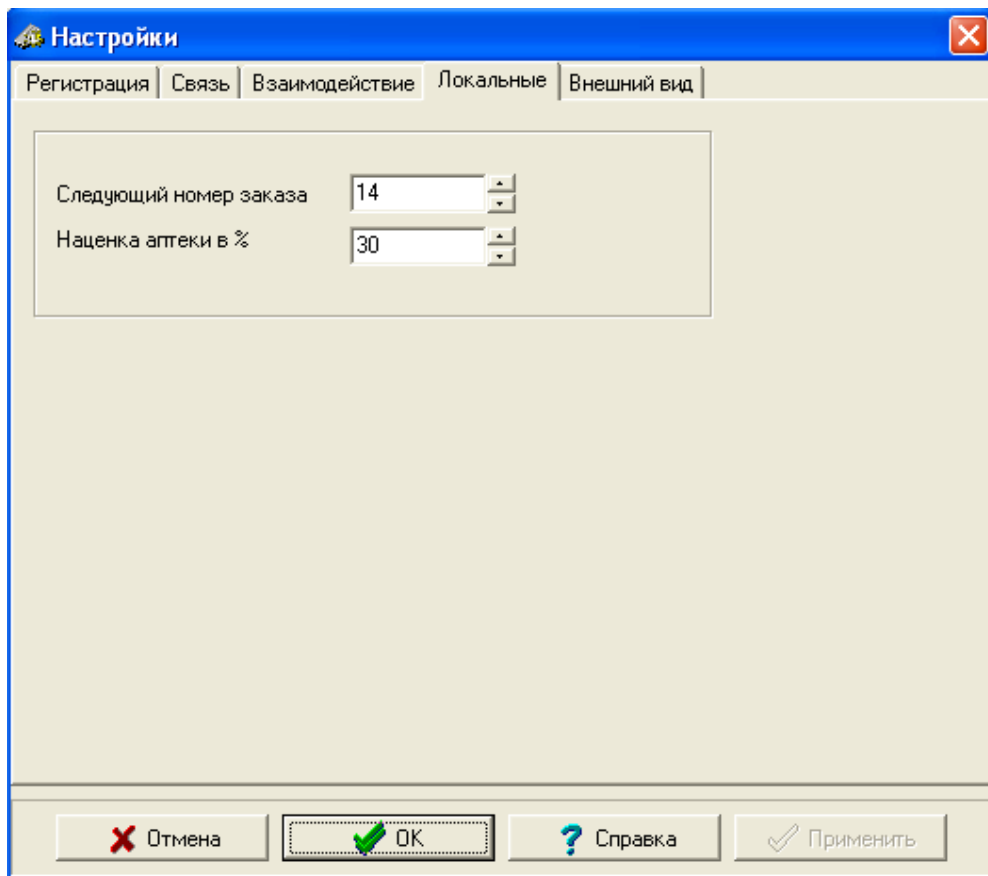 Настройки
Регистрация Связь Взаимодействие Локальные Внешний вид
Следующий номер заказа 14
Наценка аптеки в % 30
Отмена OK Справка Применить